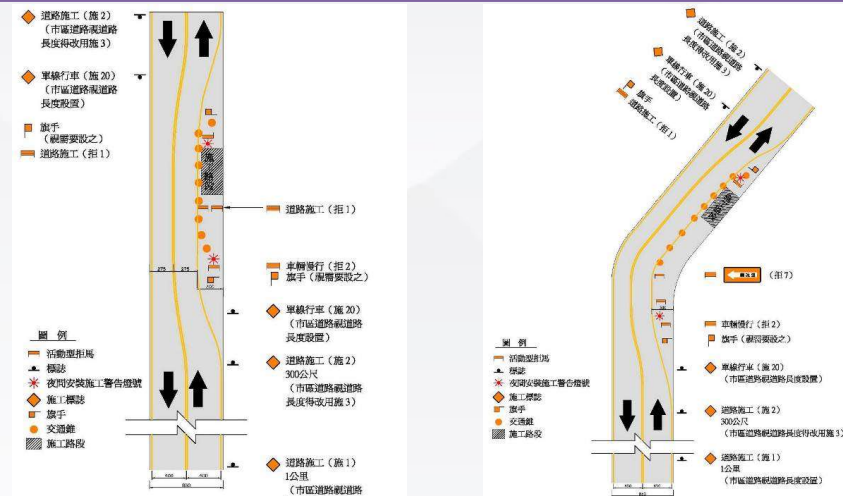 道路施工（施2）
（市區道路視道路
長度得改用施3）
單線行車（施20）
（市區道路視道路
長度設置）
旗手
（視需要設之）
道路施工（拒1）
道路施工（拒1）
275
275
車輛慢行（拒2）
旗手（視需要設之）
單線行車（施20）
（市區道路視道路
長度設置）
道路施工（施2）
300公尺
（市區道路視道路
長度得改用施3）
圖 例
活動型拒馬
標誌
夜間安裝施工警告燈號
施工標誌
旗手
交通錐
施工路段
道路施工（施1）
1公里
（市區道路視道路
道路施工（施2）
（市區道路視道路
長度得改用施3）
單線行車（施20）
（市區道路視道路
長度設置）
旗手
道路施工（拒1）
（拒7）
車輛慢行（拒2）
旗手（視需要設之）
單線行車（施20）
（市區道路視道路長度設置）
道路施工（施2）
300公尺
（市區道路視道路長度得改用施3）
道路施工（施1）
1公里
（市區道路視道路長度設置）
圖 例
活動型拒馬
標誌
夜間安裝施工警告燈號
施工標誌
旗手
交通錐
施工路段